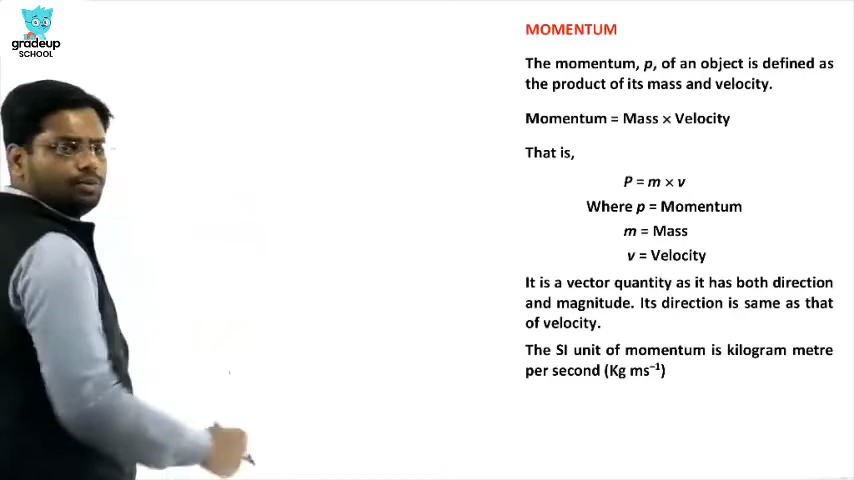 gradeup
SCHOOL
MOMENTUM
The momentum, p, of an object is defined as
the product of its mass and velocity.
Momentum = Mass × Velocity
That is,
P = m × v
Where p = Momentum
m = Mass
v = Velocity
It is a vector quantity as it has both direction
and magnitude. Its direction is same as that
of velocity.
The SI unit of momentum is kilogram metre
per second (Kg ms⁻¹)